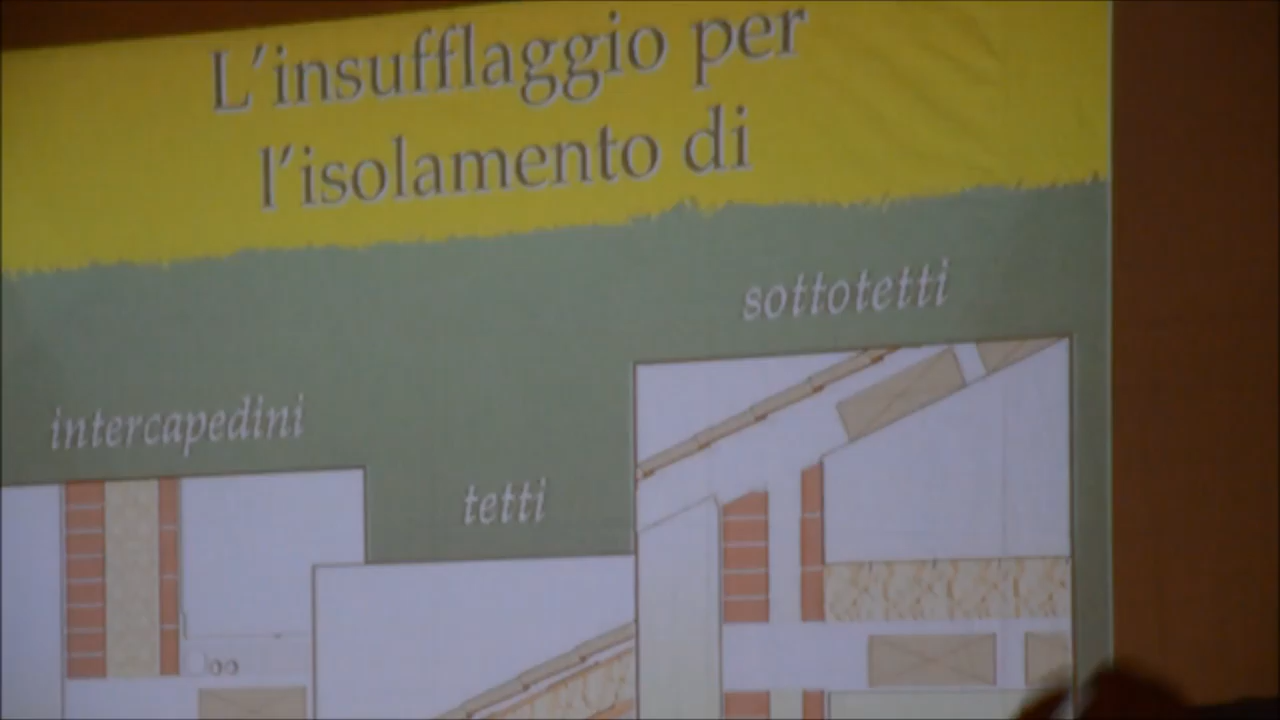 L'insufflaggio per
l'isolamento di
sottotetti
intercapedini
tetti